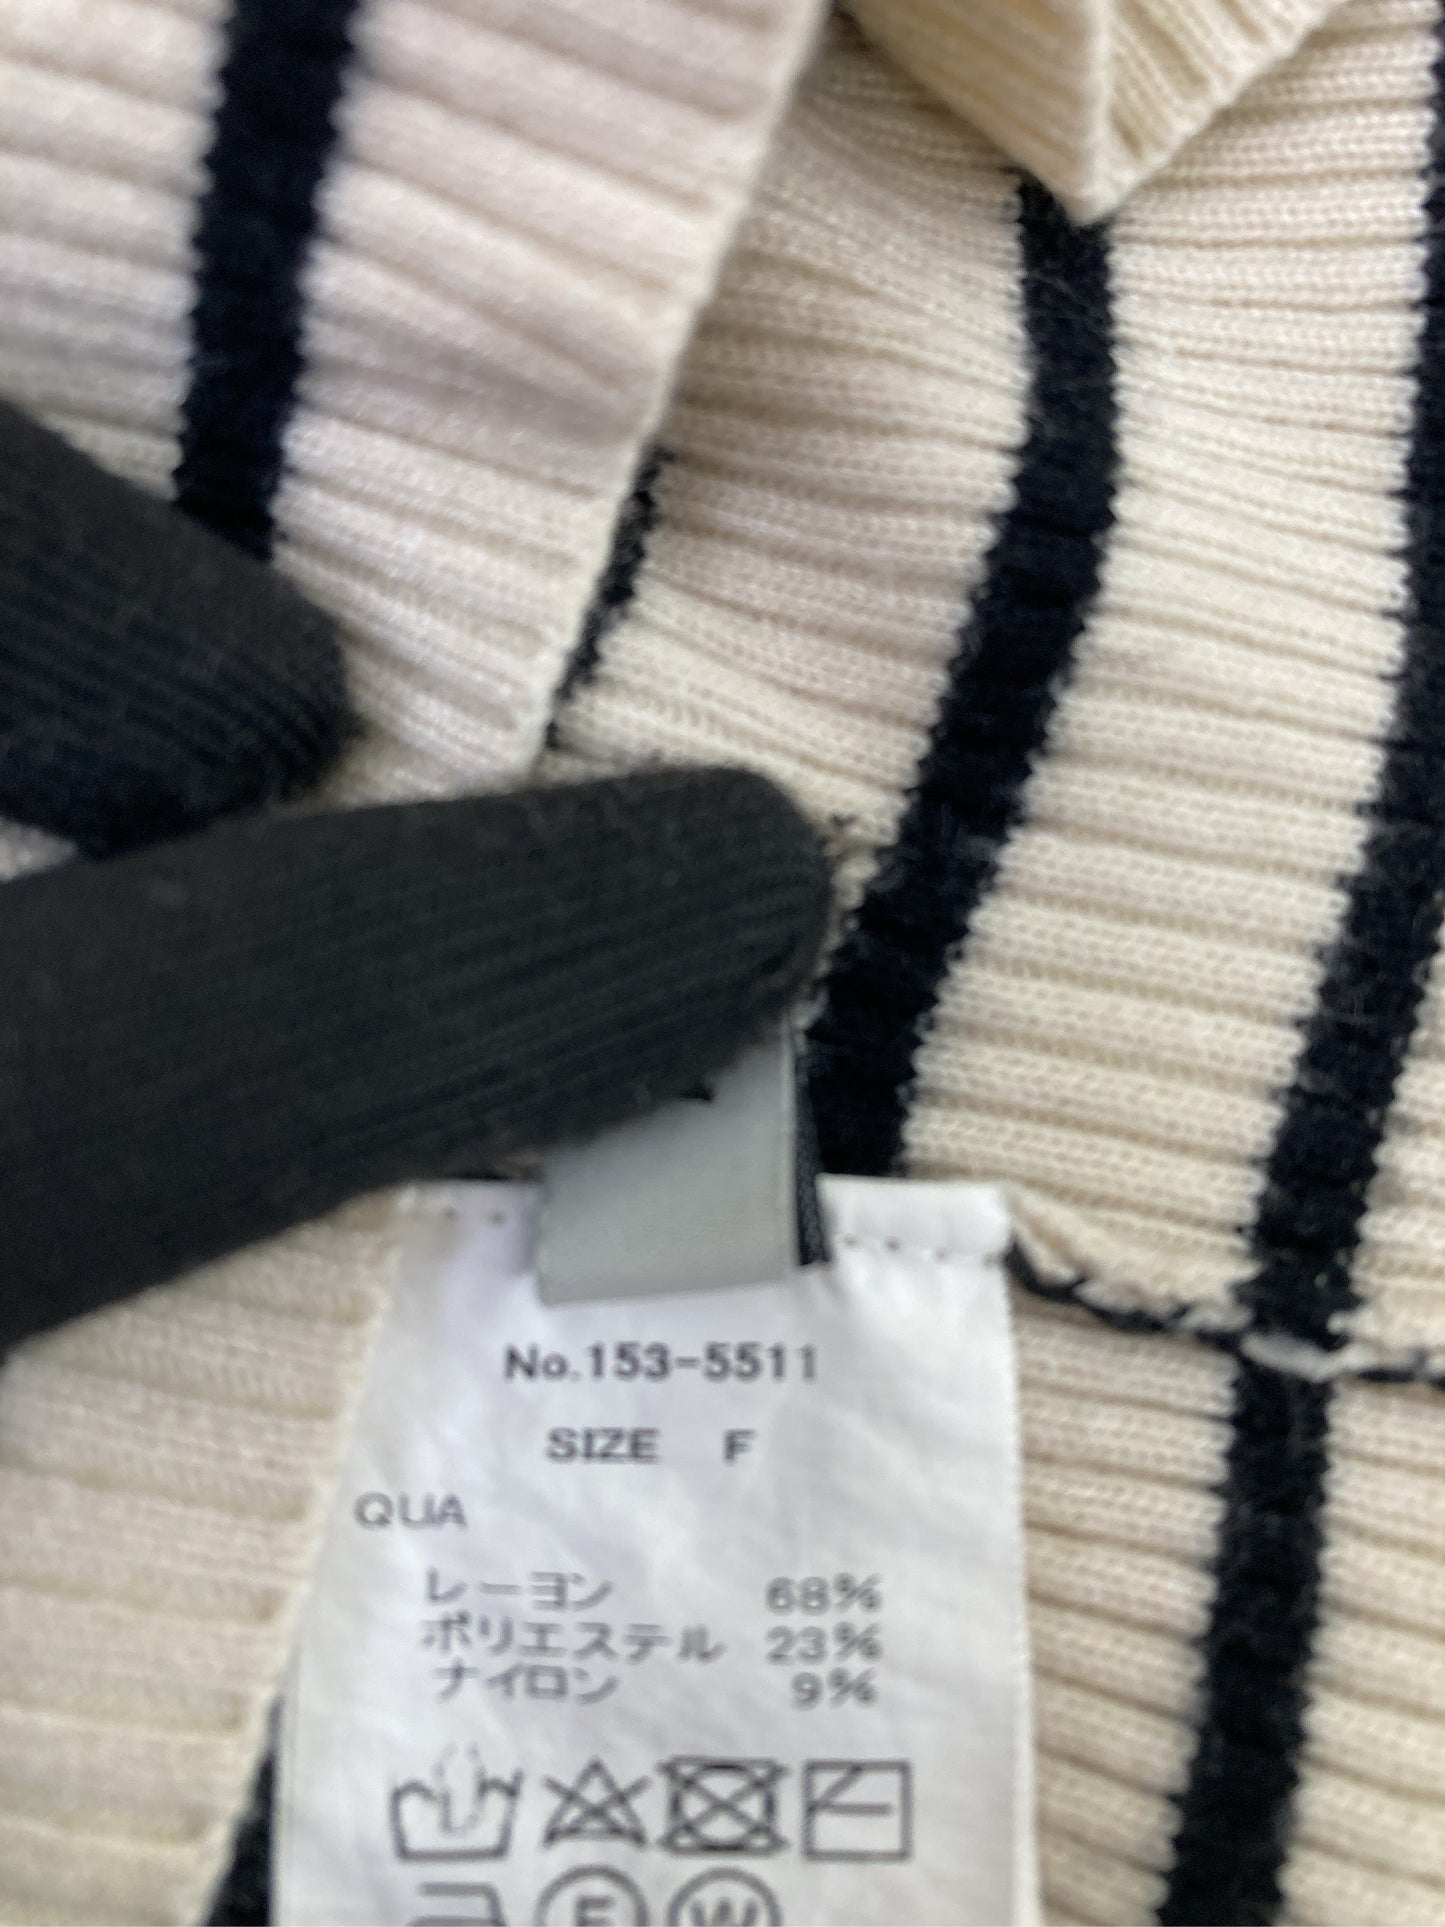 No.153-5511
SIZE F
QUA
レーヨン 68%
ポリエステル 23%
ナイロン 9%
F W